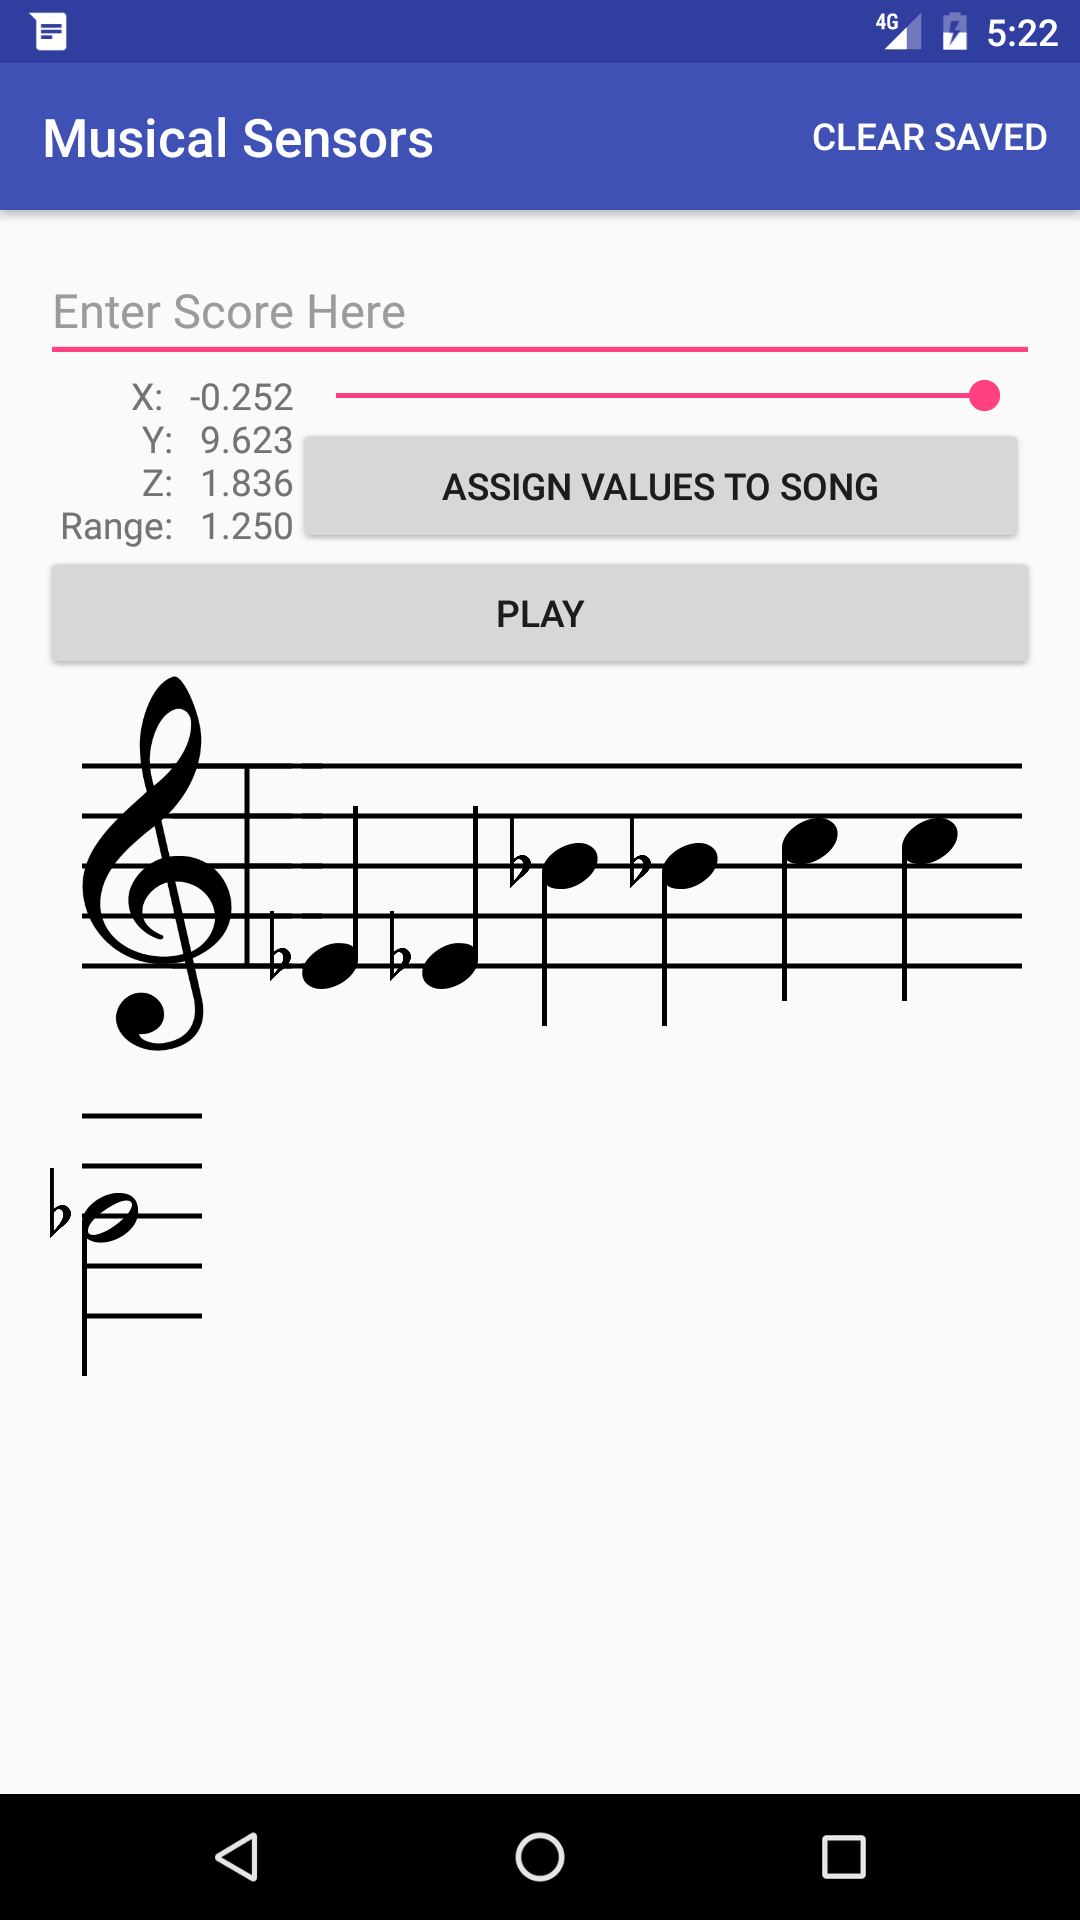 4G 5:22
Musical Sensors CLEAR SAVED
Enter Score Here
X: -0.252
Y: 9.623
Z: 1.836
Range: 1.250
ASSIGN VALUES TO SONG
PLAY